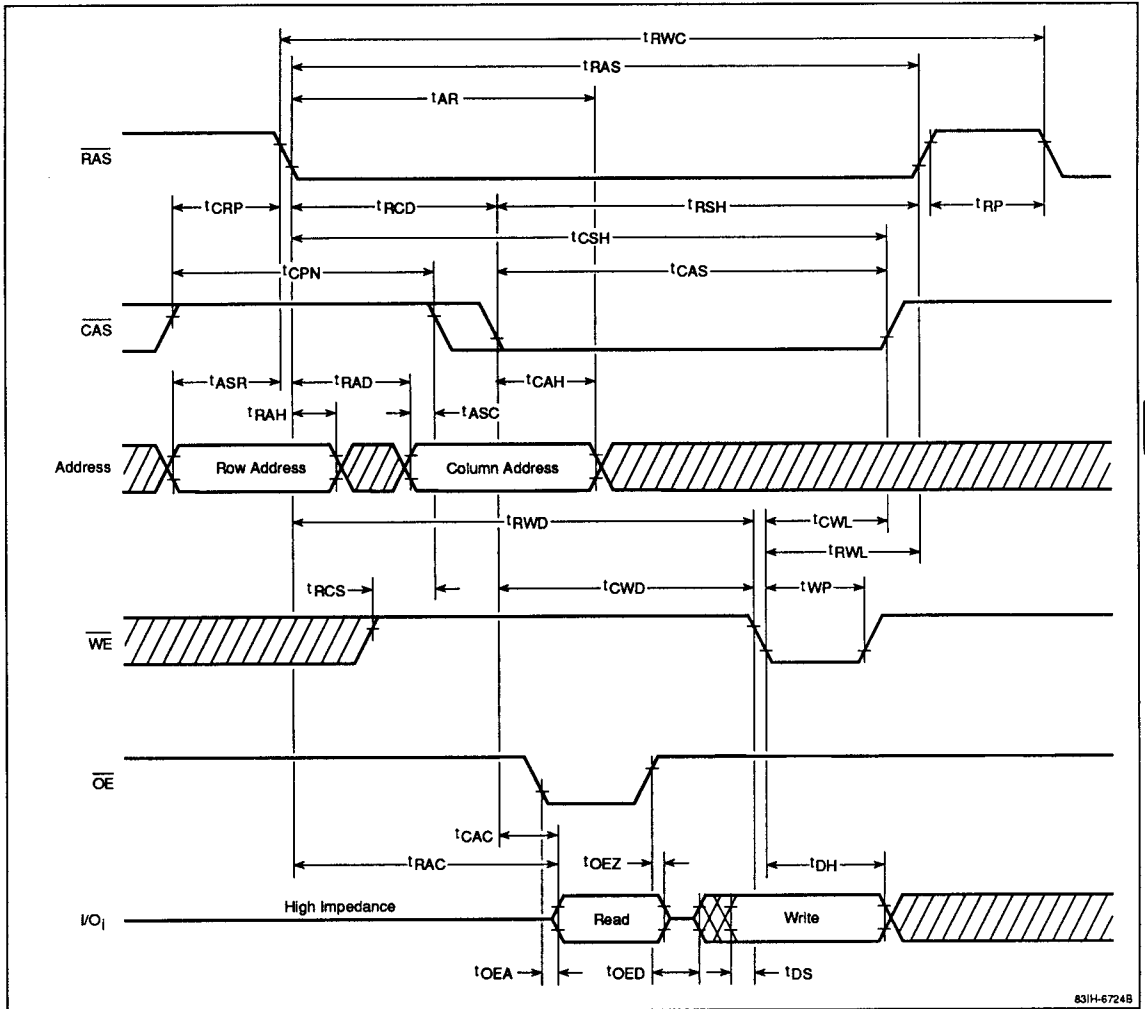 tRWC
tRAS
tAR
RAS
tCRP
tRCD
tRSH
tRP
tCSH
tCPN
tCAS
CAS
tASR
tRAD
tCAH
tRAH
tASC
Address
Row Address
Column Address
tRWD
tCWL
tRWL
tRCS
tCWD
tWP
WE
OE
tCAC
tRAC
tOEZ
tDH
High Impedance
I/Oi
Read
Write
tOEA
tOED
tDS
83IH-6724B